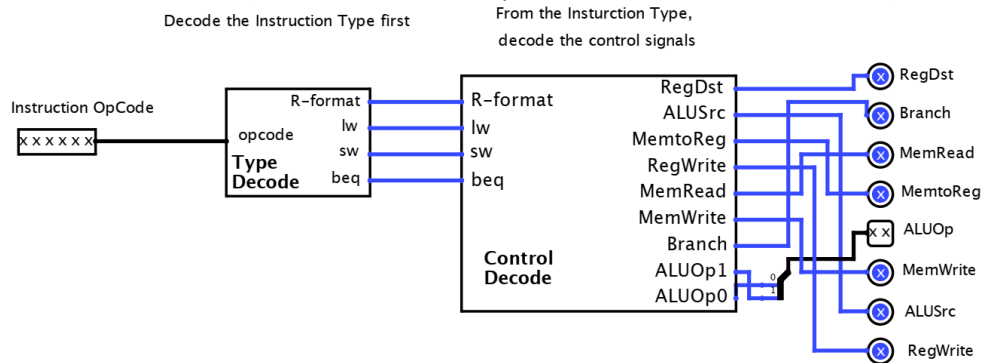 Decode the Instruction Type first
From the Insturction Type,
decode the control signals
Instruction OpCode
x x x x x x
opcode
Type
Decode
R-format
lw
sw
beq
R-format
lw
sw
beq
Control
Decode
RegDst
ALUSrc
MemtoReg
RegWrite
MemRead
MemWrite
Branch
ALUOp1
ALUOp0
0
1
x RegDst
x Branch
x MemRead
x MemtoReg
x x ALUOp
x MemWrite
x ALUSrc
x RegWrite